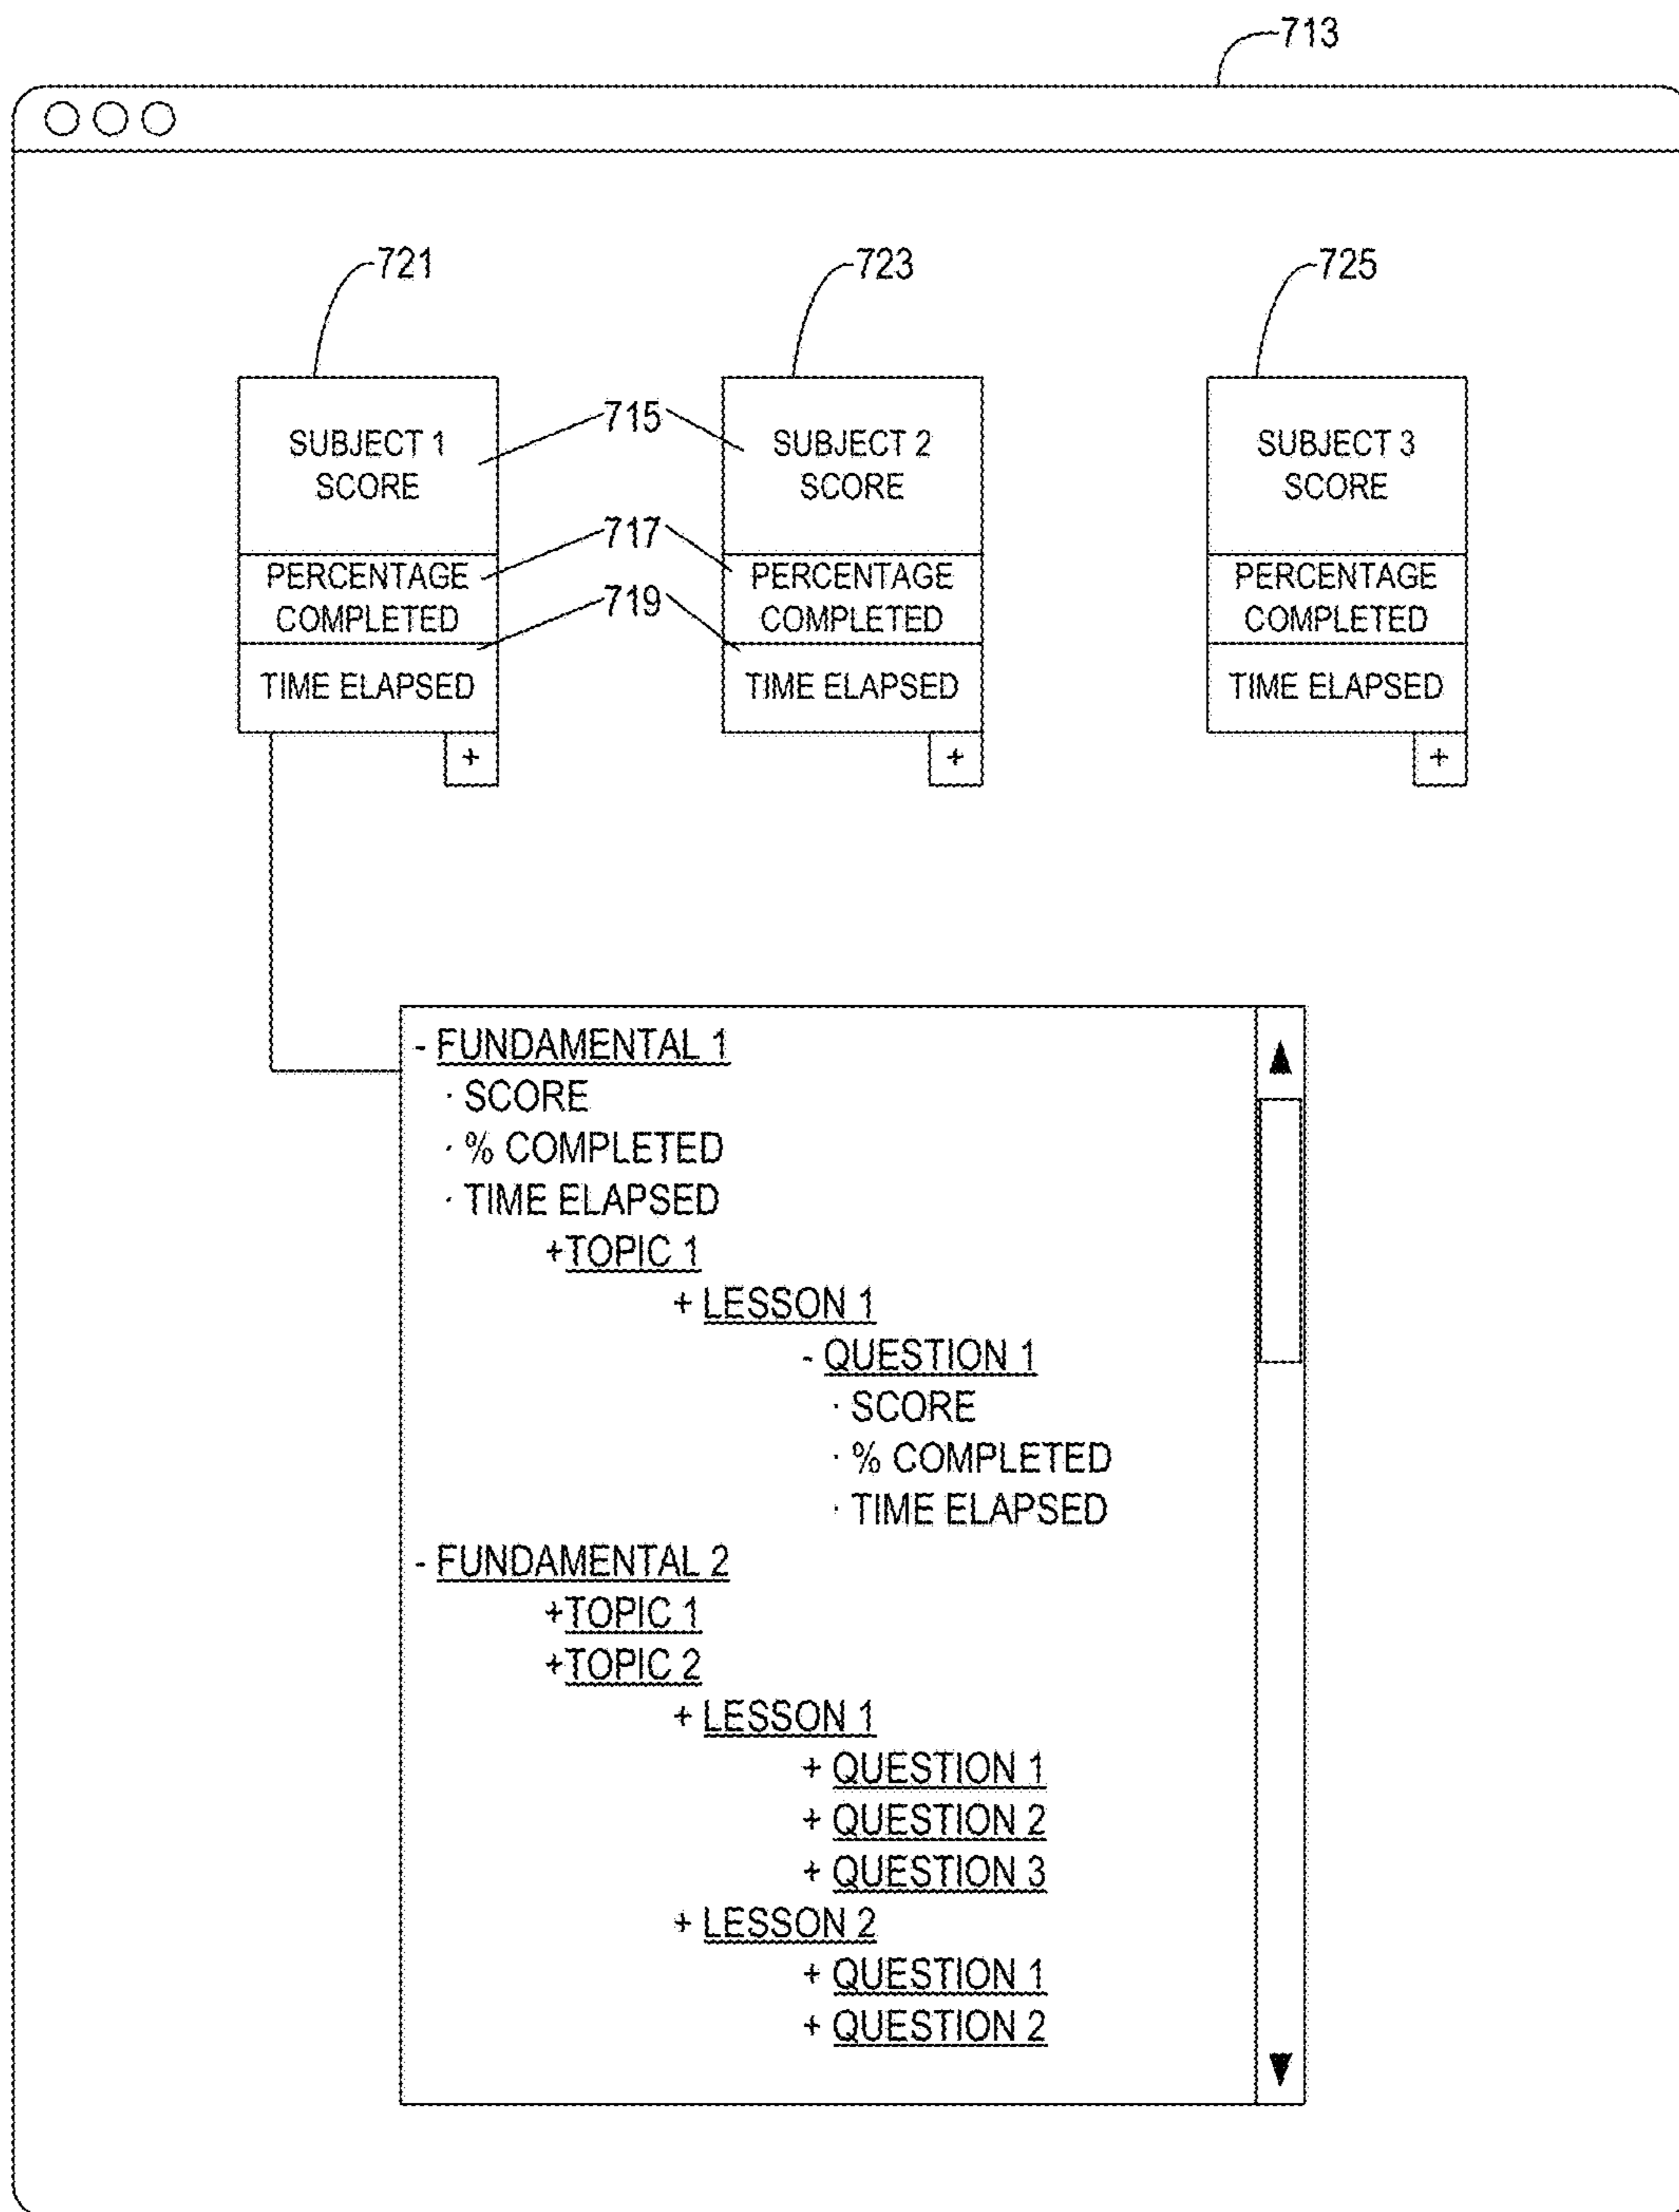 713
721
723
725
SUBJECT 1
SCORE
715
SUBJECT 2
SCORE
SUBJECT 3
SCORE
PERCENTAGE
COMPLETED
717
PERCENTAGE
COMPLETED
PERCENTAGE
COMPLETED
719
TIME ELAPSED
TIME ELAPSED
TIME ELAPSED
+
+
+
- FUNDAMENTAL 1
· SCORE
· % COMPLETED
· TIME ELAPSED
+TOPIC 1
+ LESSON 1
- QUESTION 1
· SCORE
· % COMPLETED
· TIME ELAPSED
- FUNDAMENTAL 2
+TOPIC 1
+TOPIC 2
+ LESSON 1
+ QUESTION 1
+ QUESTION 2
+ QUESTION 3
+ LESSON 2
+ QUESTION 1
+ QUESTION 2